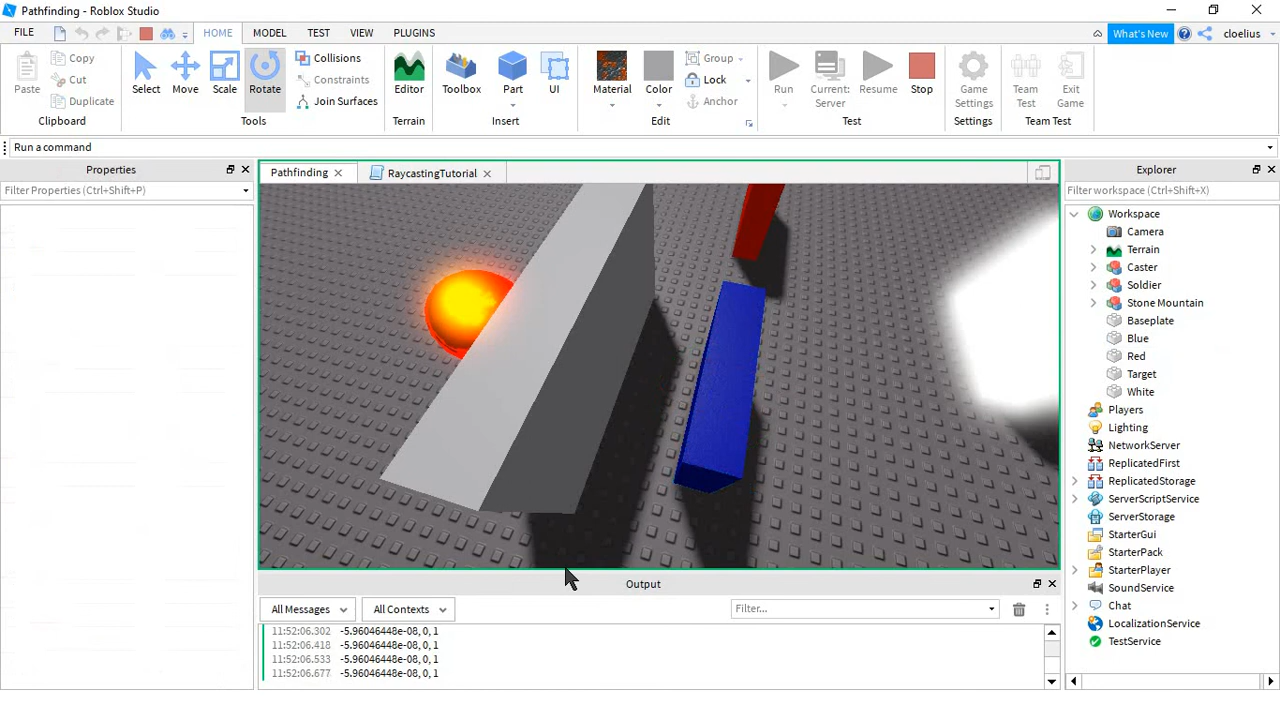 Pathfinding - Roblox Studio
FILE HOME MODEL TEST VIEW PLUGINS What's New cloelius
Paste Copy Cut Duplicate Clipboard
Select Move Scale Rotate Collisions Constraints Join Surfaces Tools
Editor Terrain
Toolbox Part UI Insert
Material Color Group Lock Anchor Edit
Run Current: Server Resume Stop Test
Game Settings Settings
Team Test Exit Game Team Test
Run a command
Properties
Filter Properties (Ctrl+Shift+P)
Pathfinding RaycastingTutorial
Output
All Messages All Contexts Filter...
11:52:06.302 -5.96046448e-08, 0, 1
11:52:06.418 -5.96046448e-08, 0, 1
11:52:06.533 -5.96046448e-08, 0, 1
11:52:06.677 -5.96046448e-08, 0, 1
Explorer
Filter workspace (Ctrl+Shift+X)
Workspace
Camera
Terrain
Caster
Soldier
Stone Mountain
Baseplate
Blue
Red
Target
White
Players
Lighting
NetworkServer
ReplicatedFirst
ReplicatedStorage
ServerScriptService
ServerStorage
StarterGui
StarterPack
StarterPlayer
SoundService
Chat
LocalizationService
TestService